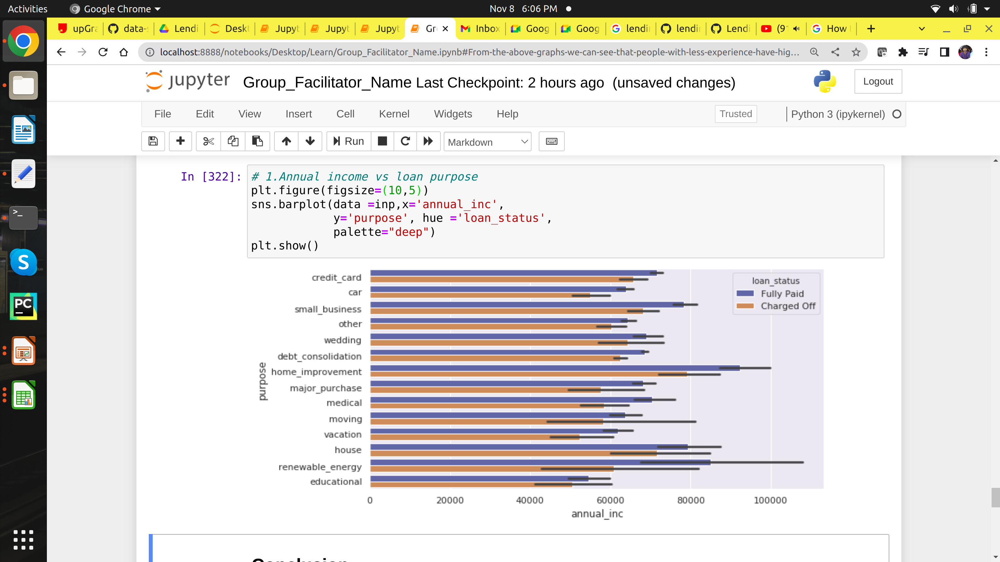 Activities Google Chrome Nov 8 6:06 PM
upGra data-s Lendi Deskt Jupyt Jupyt Jupyt Gr Inbox Goog Goog lendin lendin Lendi (9 How
localhost:8888/notebooks/Desktop/Learn/Group_Facilitator_Name.ipynb#From-the-above-graphs-we-can-see-that-people-with-less-experience-have-hig...
jupyter Group_Facilitator_Name Last Checkpoint: 2 hours ago (unsaved changes) Logout
File Edit View Insert Cell Kernel Widgets Help Trusted Python 3 (ipykernel)
Run Markdown
In [322]: # 1.Annual income vs loan purpose
plt.figure(figsize=(10,5))
sns.barplot(data =inp,x='annual_inc',
y='purpose', hue ='loan_status',
palette="deep")
plt.show()
loan_status
Fully Paid
Charged Off
purpose
credit_card
car
small_business
other
wedding
debt_consolidation
home_improvement
major_purchase
medical
moving
vacation
house
renewable_energy
educational
0 20000 40000 60000 80000 100000
annual_inc
Conclusion